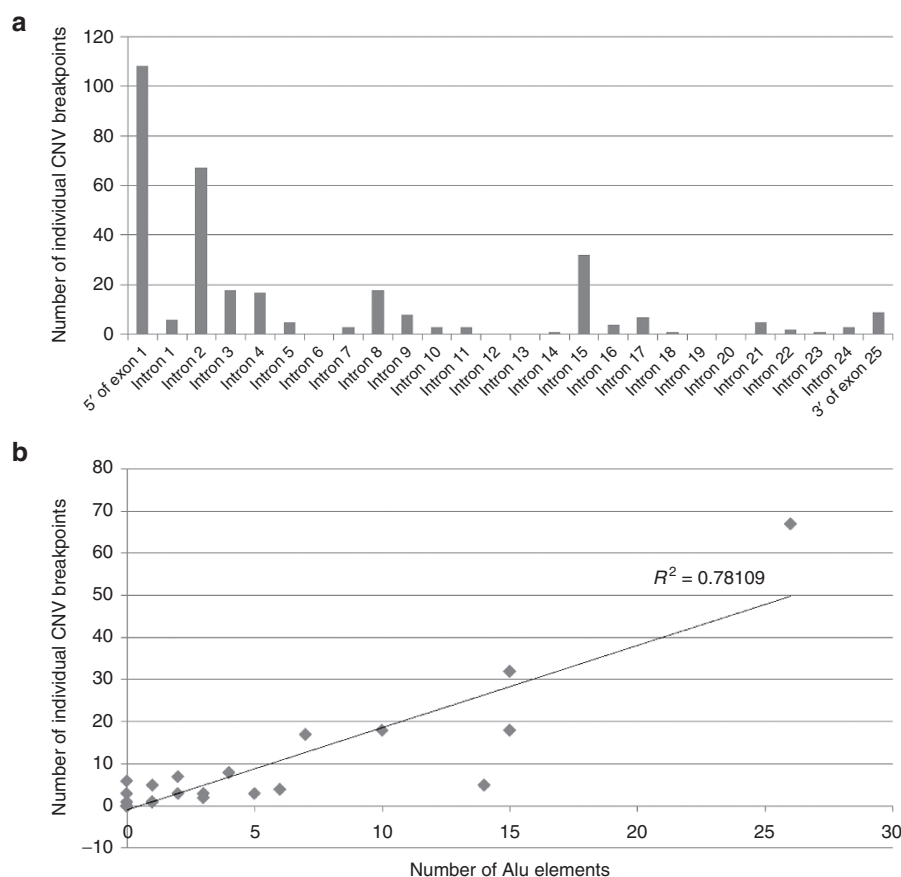 a
Number of individual CNV breakpoints
120
100
80
60
40
20
0
5′ of exon 1
Intron 1
Intron 2
Intron 3
Intron 4
Intron 5
Intron 6
Intron 7
Intron 8
Intron 9
Intron 10
Intron 11
Intron 12
Intron 13
Intron 14
Intron 15
Intron 16
Intron 17
Intron 18
Intron 19
Intron 20
Intron 21
Intron 22
Intron 23
Intron 24
3′ of exon 25
b
Number of individual CNV breakpoints
80
70
60
50
40
30
20
10
0
−10
R² = 0.78109
0
5
10
15
20
25
30
Number of Alu elements